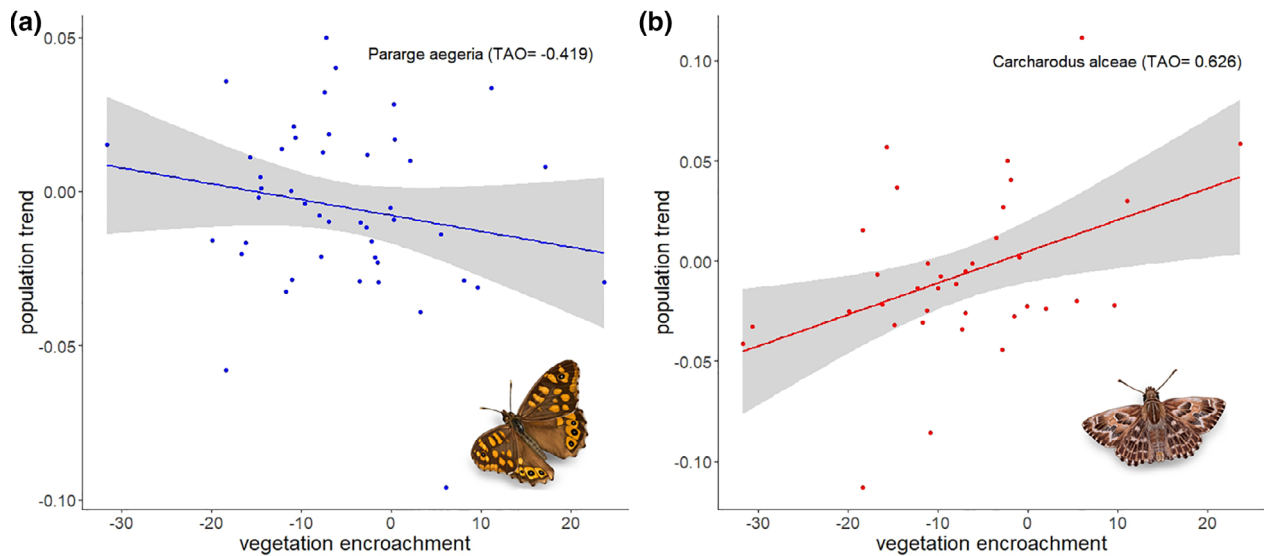 (a)
Pararge aegeria (TAO= -0.419)
population trend
0.05
0.00
-0.05
-0.10
-30
-20
-10
0
10
20
vegetation encroachment
(b)
Carcharodus alceae (TAO= 0.626)
population trend
0.10
0.05
0.00
-0.05
-0.10
-30
-20
-10
0
10
20
vegetation encroachment